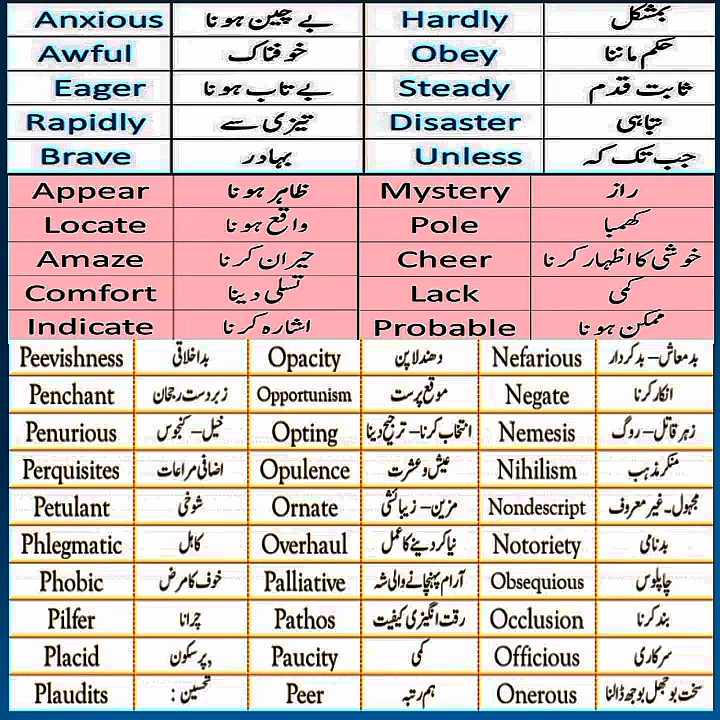 Anxious بے چین ہونا Hardly بمشکل
Awful خوفناک Obey حکم ماننا
Eager بے تاب ہونا Steady ثابت قدم
Rapidly تیزی سے Disaster تباہی
Brave بہادر Unless جب تک کہ
Appear ظاہر ہونا Mystery راز
Locate واقع ہونا Pole کھمبا
Amaze حیران کرنا Cheer خوشی کا اظہار کرنا
Comfort تسلی دینا Lack کمی
Indicate اشارہ کرنا Probable ممکن ہونا
Peevishness بداخلاقی Opacity دھندلاپن Nefarious بدمعاش – بدکردار
Penchant زبردست رجحان Opportunism موقع پرست Negate انکار کرنا
Penurious بخیل – کنجوس Opting انتخاب کرنا – ترجیح دینا Nemesis زہر قاتل – روگ
Perquisites اضافی مراعات Opulence عیش و عشرت Nihilism منکر مذہب
Petulant شوخی Ornate مزین – زیبائشی Nondescript مجہول۔غیر معروف
Phlegmatic کاہل Overhaul نیا کر دینے کا عمل Notoriety بدنامی
Phobic خوف کا مرض Palliative آرام پہنچانے والی شہ Obsequious چاپلوس
Pilfer چرانا Pathos رقت انگیزی کیفیت Occlusion بند کرنا
Placid پرسکون Paucity کمی Officious سرکاری
Plaudits تحسین : Peer ہم رتبہ Onerous سخت بوجھل بوجھ ڈالنا